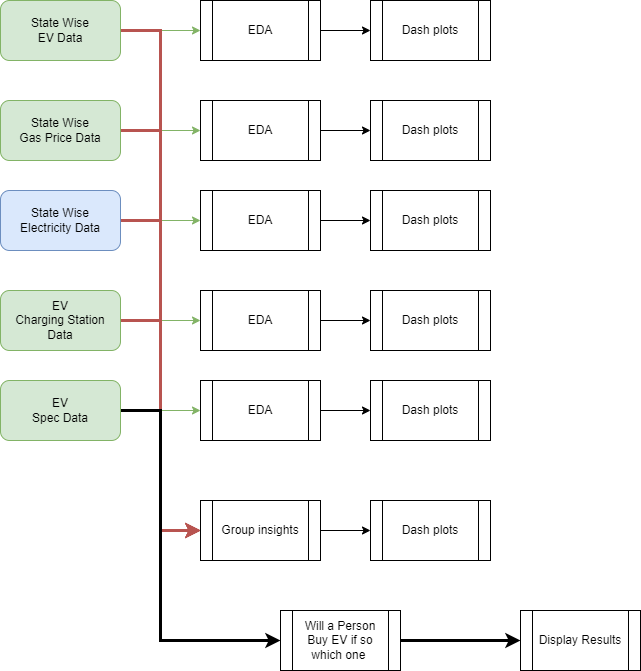 State Wise
EV Data
EDA
Dash plots
State Wise
Gas Price Data
EDA
Dash plots
State Wise
Electricity Data
EDA
Dash plots
EV
Charging Station
Data
EDA
Dash plots
EV
Spec Data
EDA
Dash plots
Group insights
Dash plots
Will a Person
Buy EV if so
which one
Display Results